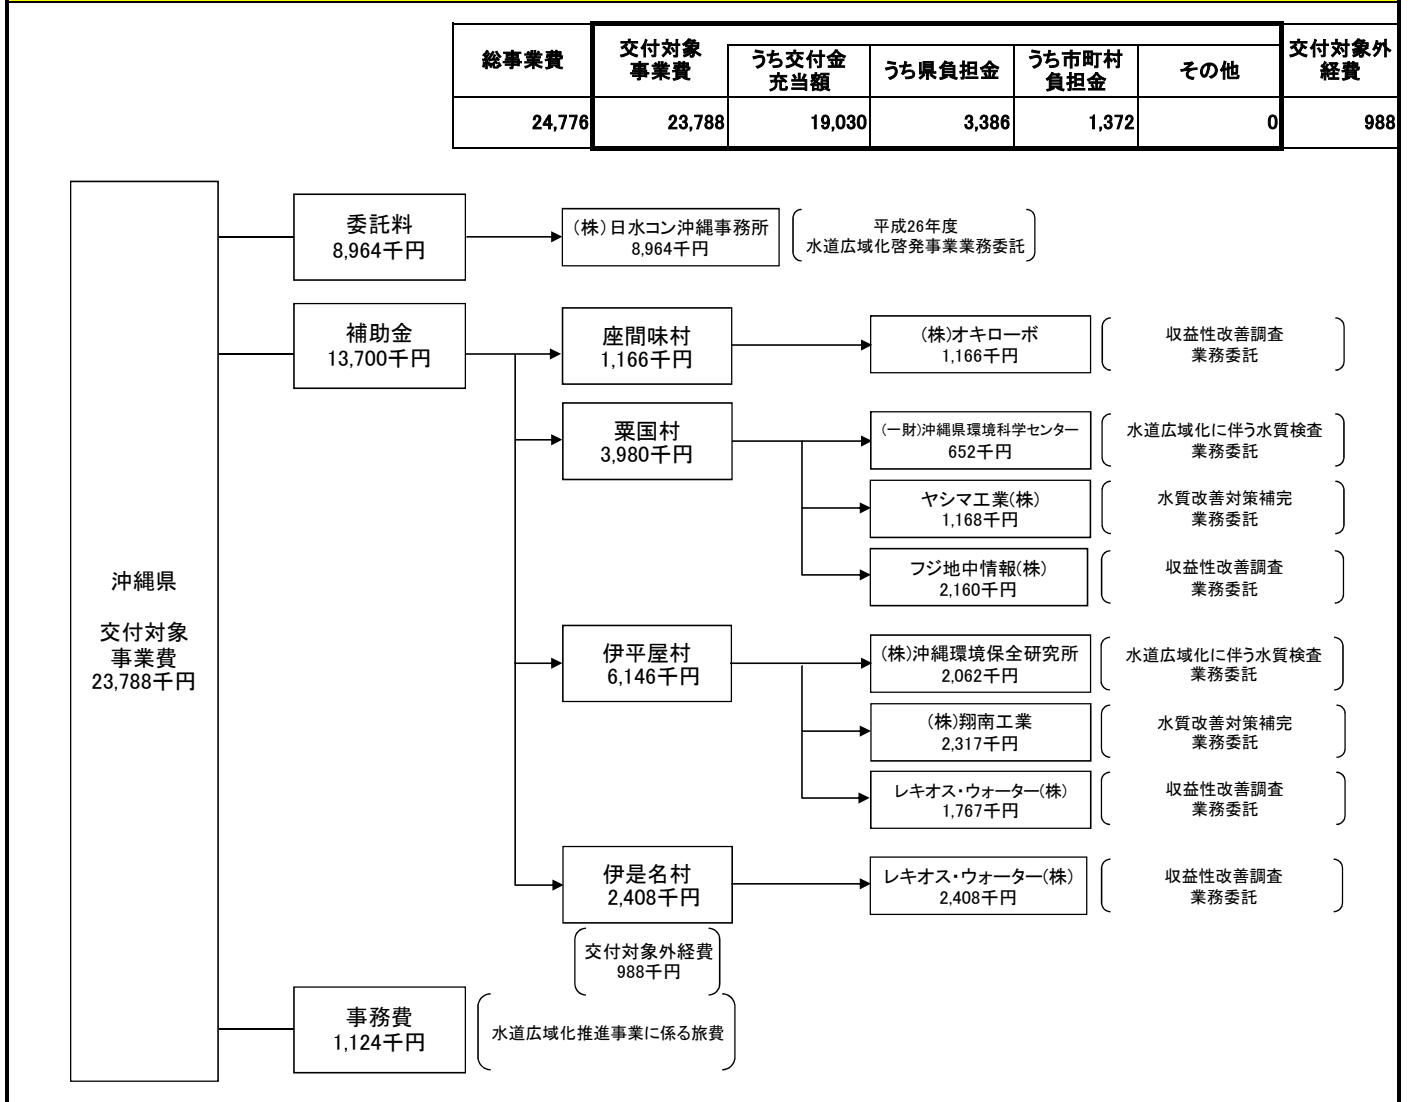 総事業費
交付対象
事業費
うち交付金
充当額
うち県負担金
うち市町村
負担金
その他
交付対象外
経費
24,776
23,788
19,030
3,386
1,372
0
988
沖縄県
交付対象
事業費
23,788千円
委託料
8,964千円
(株)日水コン沖縄事務所
8,964千円
平成26年度
水道広域化啓発事業業務委託
補助金
13,700千円
座間味村
1,166千円
(株)オキローボ
1,166千円
収益性改善調査
業務委託
粟国村
3,980千円
(一財)沖縄県環境科学センター
652千円
水道広域化に伴う水質検査
業務委託
ヤシマ工業(株)
1,168千円
水質改善対策補完
業務委託
フジ地中情報(株)
2,160千円
収益性改善調査
業務委託
伊平屋村
6,146千円
(株)沖縄環境保全研究所
2,062千円
水道広域化に伴う水質検査
業務委託
(株)翔南工業
2,317千円
水質改善対策補完
業務委託
レキオス・ウォーター(株)
1,767千円
収益性改善調査
業務委託
伊是名村
2,408千円
レキオス・ウォーター(株)
2,408千円
収益性改善調査
業務委託
交付対象外経費
988千円
事務費
1,124千円
水道広域化推進事業に係る旅費